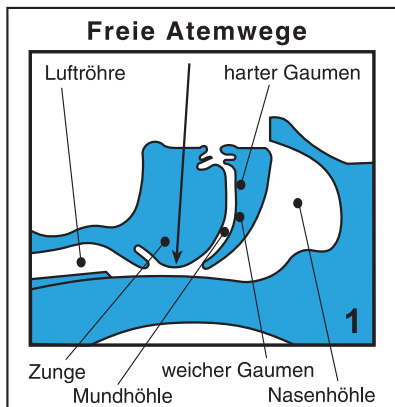 Freie Atemwege
Luftröhre
harter Gaumen
1
Zunge
weicher Gaumen
Mundhöhle
Nasenhöhle